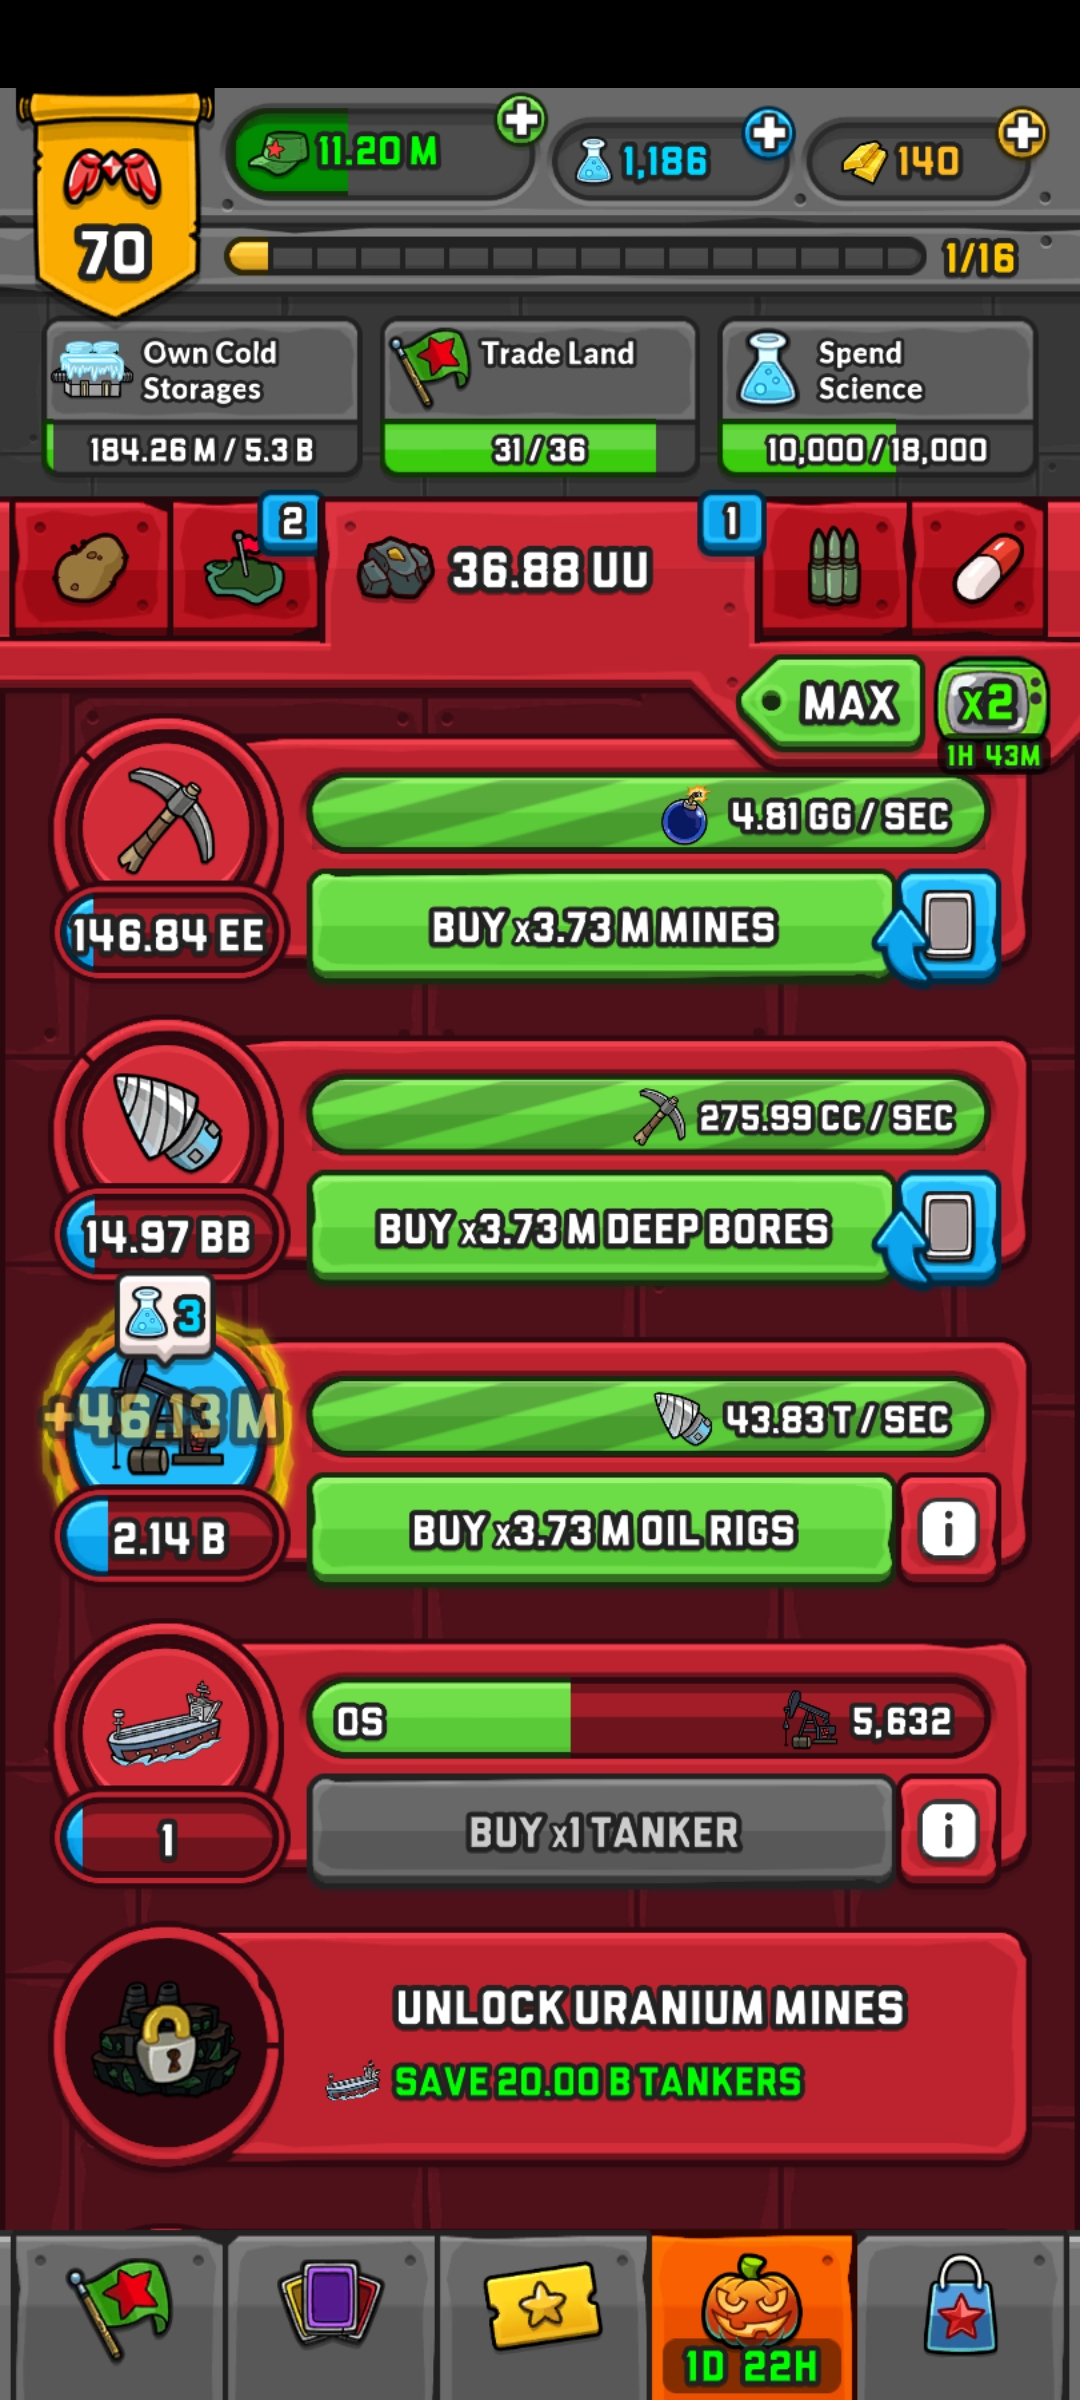 70
11.20 M
1,186
140
1/16
Own Cold
Storages
184.26 M / 5.3 B
Trade Land
31 / 36
Spend
Science
10,000 / 18,000
2
36.88 UU
1
MAX
x2
1H 43M
4.81 GG / SEC
146.84 EE
BUY x3.73 M MINES
275.99 CC / SEC
14.97 BB
BUY x3.73 M DEEP BORES
3
+46.13 M
43.83 T / SEC
2.14 B
BUY x3.73 M OIL RIGS
i
0S
5,632
1
BUY x1 TANKER
i
UNLOCK URANIUM MINES
SAVE 20.00 B TANKERS
1D 22H